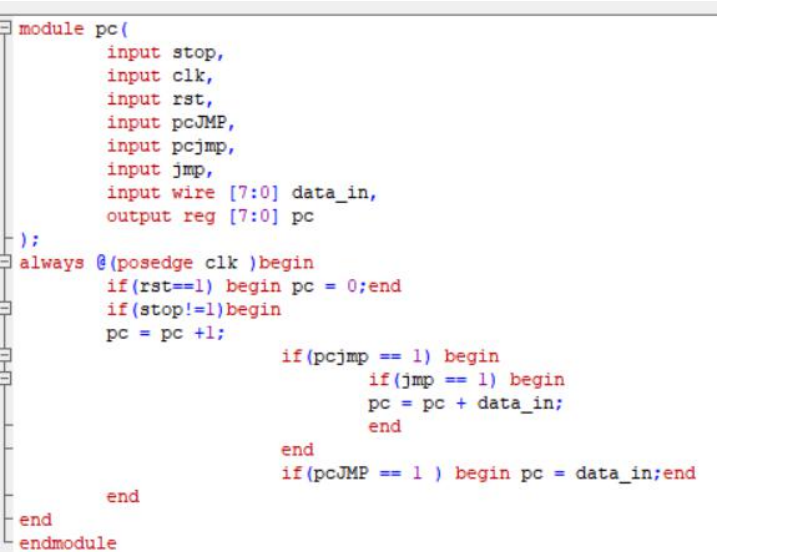 module pc(
input stop,
input clk,
input rst,
input pcJMP,
input pcjmp,
input jmp,
input wire [7:0] data_in,
output reg [7:0] pc
);
always @(posedge clk )begin
if(rst==1) begin pc = 0;end
if(stop!=1)begin
pc = pc +1;
if(pcjmp == 1) begin
if(jmp == 1) begin
pc = pc + data_in;
end
end
if(pcJMP == 1 ) begin pc = data_in;end
end
end
endmodule